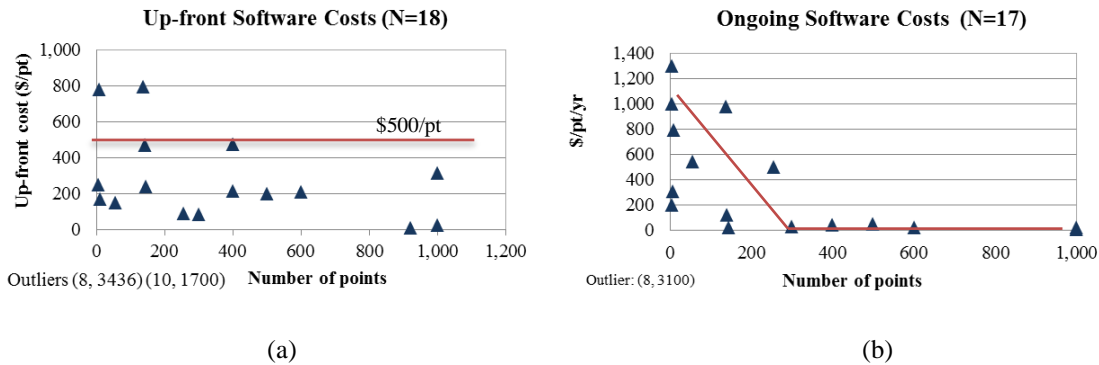 Up-front Software Costs (N=18)
Up-front cost ($/pt)
1,000
800
600
400
200
0
$500/pt
0 200 400 600 800 1,000 1,200
Number of points
Outliers (8, 3436) (10, 1700)
(a)
Ongoing Software Costs (N=17)
$/pt/yr
1,400
1,200
1,000
800
600
400
200
0
0 200 400 600 800 1,000
Number of points
Outlier: (8, 3100)
(b)